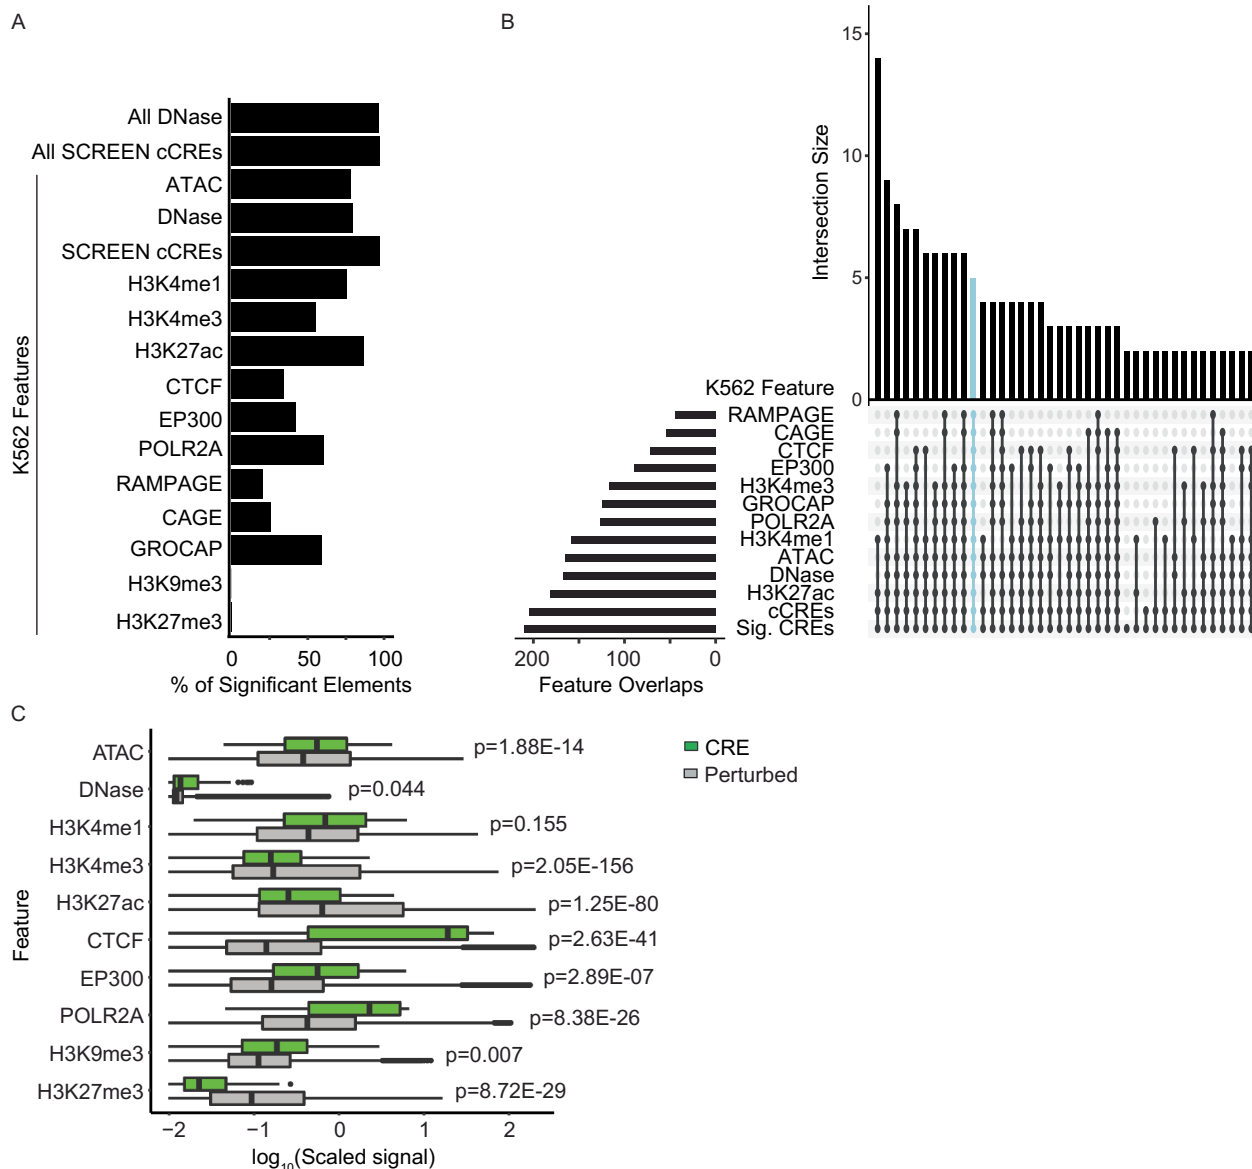 A
All DNase
All SCREEN cCREs
ATAC
DNase
SCREEN cCREs
H3K4me1
H3K4me3
H3K27ac
CTCF
EP300
POLR2A
RAMPAGE
CAGE
GROCAP
H3K9me3
H3K27me3
K562 Features
0 50 100
% of Significant Elements
B
Intersection Size
15
10
5
0
K562 Feature
RAMPAGE
CAGE
CTCF
EP300
H3K4me3
GROCAP
POLR2A
H3K4me1
ATAC
DNase
H3K27ac
cCREs
Sig. CREs
200 100 0
Feature Overlaps
C
Feature
ATAC p=1.88E-14
DNase p=0.044
H3K4me1 p=0.155
H3K4me3 p=2.05E-156
H3K27ac p=1.25E-80
CTCF p=2.63E-41
EP300 p=2.89E-07
POLR2A p=8.38E-26
H3K9me3 p=0.007
H3K27me3 p=8.72E-29
−2 −1 0 1 2
log10(Scaled signal)
CRE
Perturbed